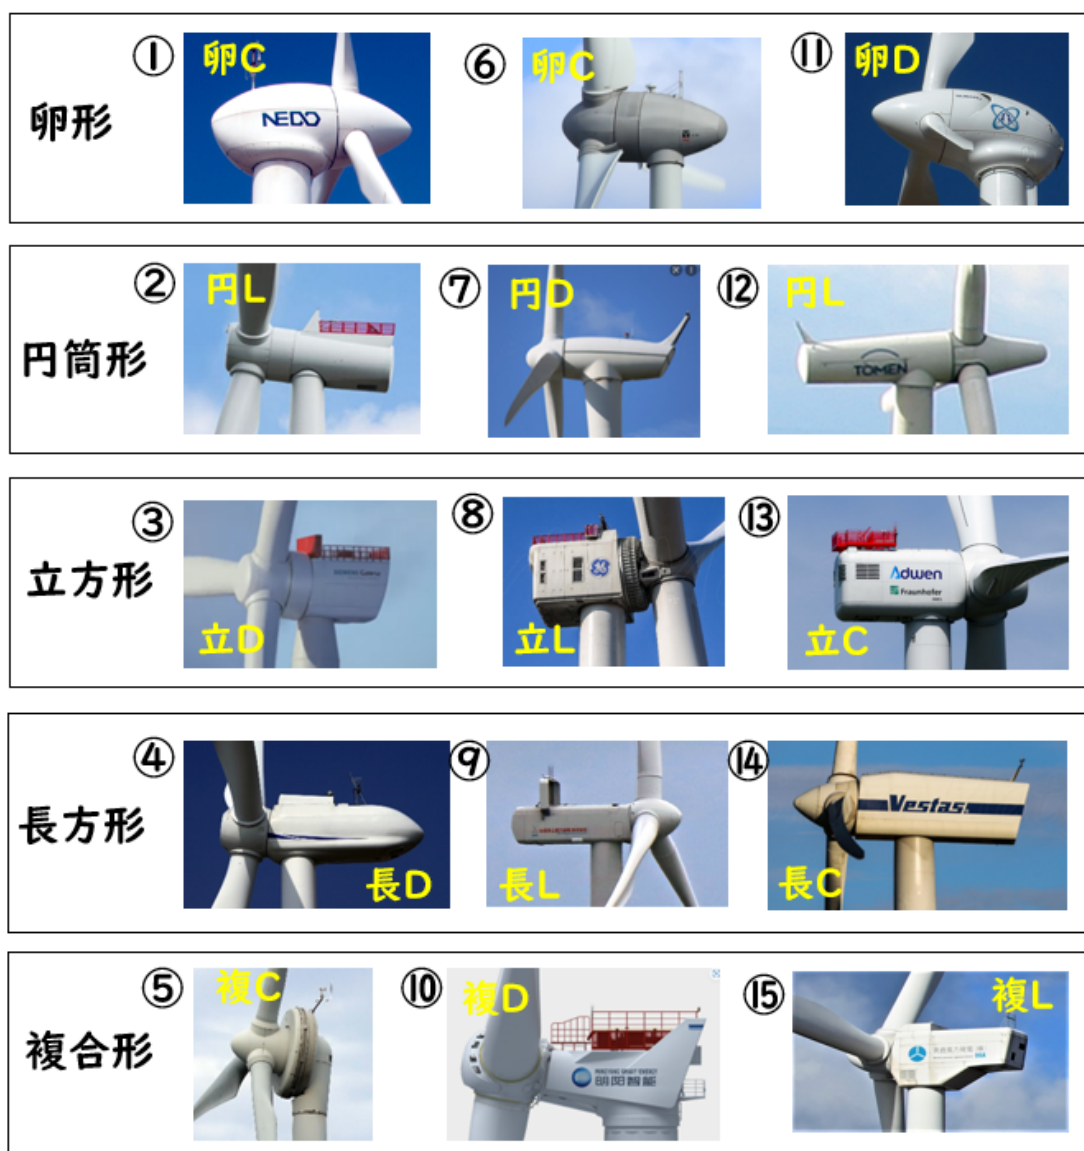 卵形
① 卵C
NEDO
⑥ 卵C
⑪ 卵D
円筒形
② 円L
⑦ 円D
⑫ 円L
TOMEN
立方形
③ 立D
⑧ 立L
⑬ 立C
Adwen
Fraunhofer
長方形
④ 長D
⑨ 長L
⑭ 長C
Vestas
複合形
⑤ 複C
⑩ 複D
MINGYANG SMART ENERGY
明阳智能
⑮ 複L